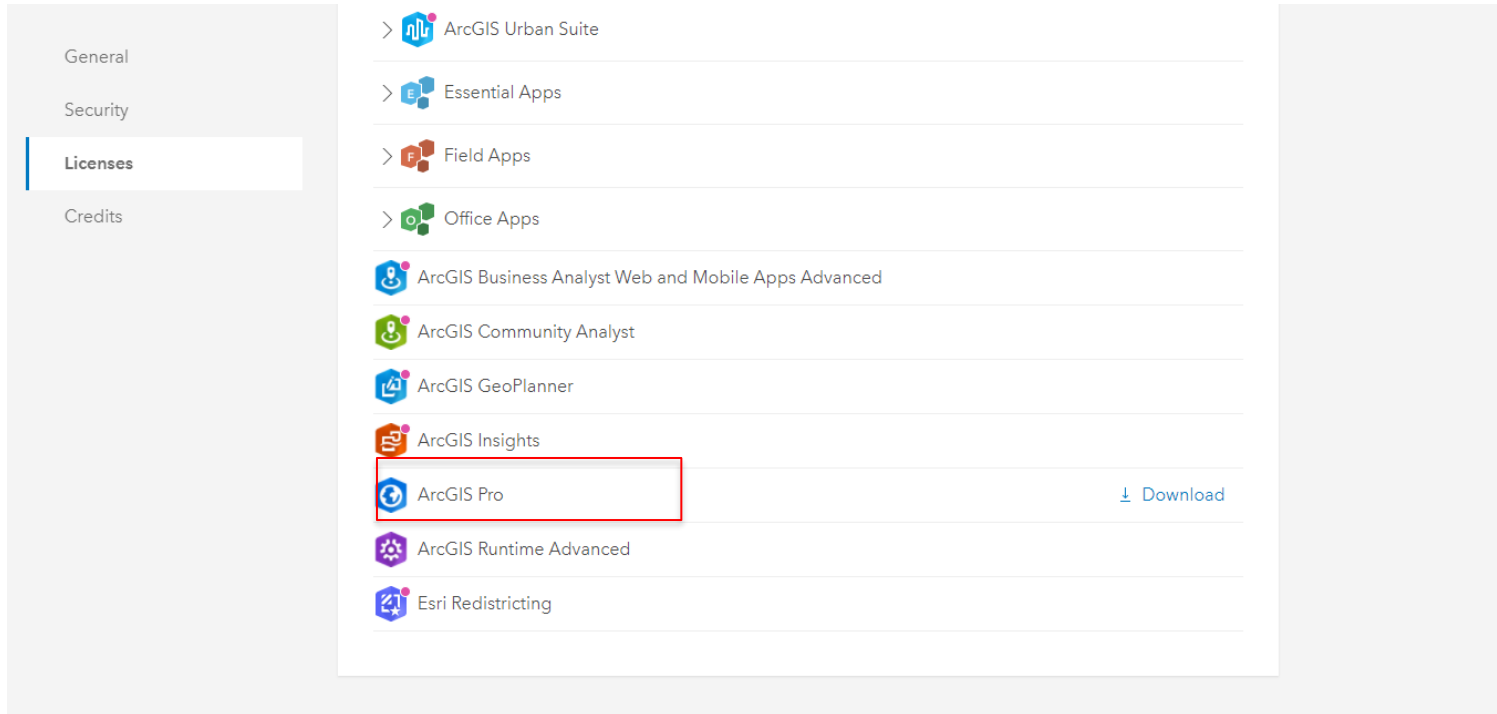 General
Security
Licenses
Credits
ArcGIS Urban Suite
E Essential Apps
F Field Apps
O Office Apps
ArcGIS Business Analyst Web and Mobile Apps Advanced
ArcGIS Community Analyst
ArcGIS GeoPlanner
ArcGIS Insights
ArcGIS Pro Download
ArcGIS Runtime Advanced
Esri Redistricting